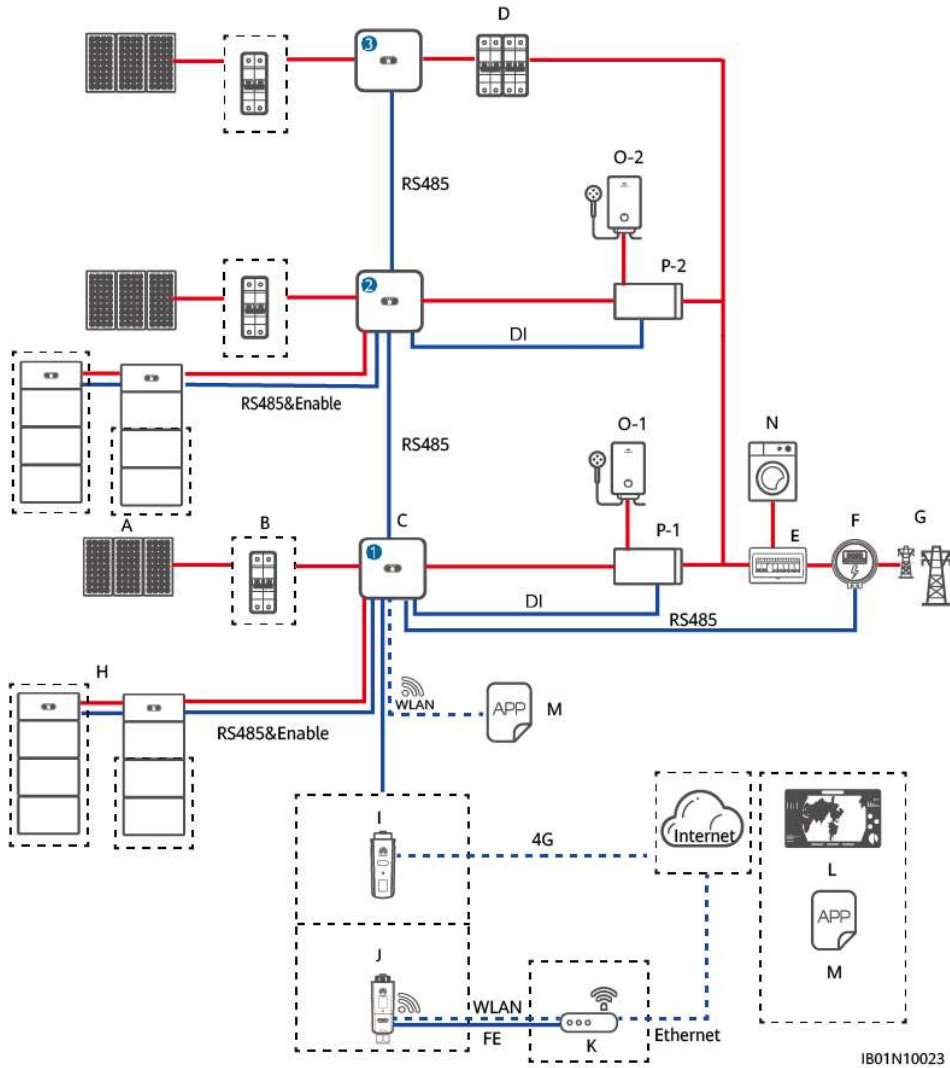 D
3
RS485
O-2
P-2
2
DI
RS485&Enable
RS485
O-1
N
A
B
C
P-1
E
F
G
1
DI
RS485
H
WLAN
APP
M
RS485&Enable
I
4G
Internet
L
APP
M
J
WLAN
FE
K
Ethernet
IB01N10023